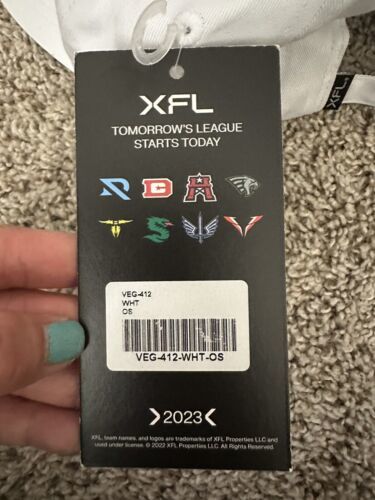 XFL
XFL
TOMORROW'S LEAGUE
STARTS TODAY
VEG-412
WHT
OS
VEG-412-WHT-OS
2023
XFL, team names, and logos are trademarks of XFL Properties LLC and
used under license. © 2022 XFL Properties LLC. All Rights Reserved.